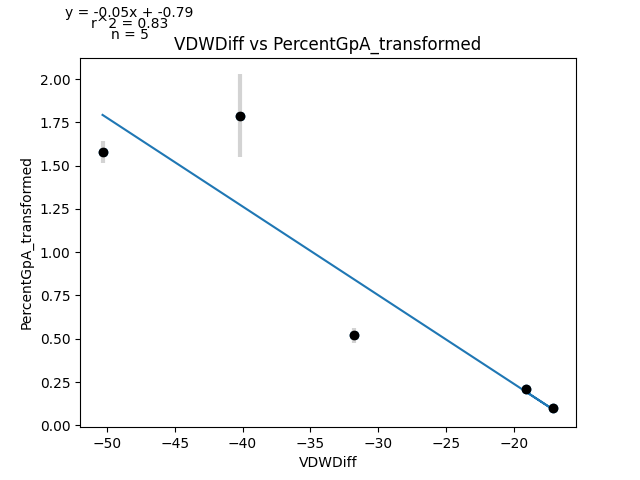 y = -0.05x + -0.79
r^2 = 0.83
n = 5
VDWDiff vs PercentGpA_transformed
PercentGpA_transformed
2.00
1.75
1.50
1.25
1.00
0.75
0.50
0.25
0.00
−50
−45
−40
−35
−30
−25
−20
VDWDiff